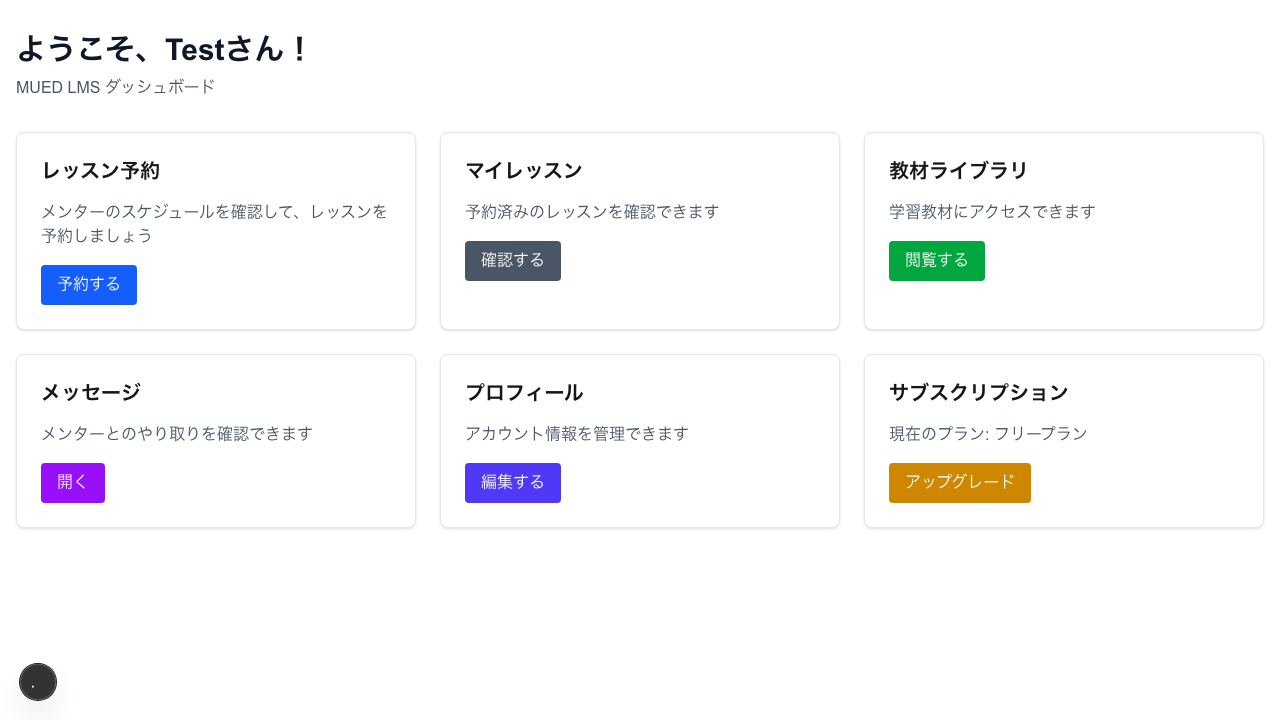 ようこそ、Testさん！
MUED LMS ダッシュボード
レッスン予約
メンターのスケジュールを確認して、レッスンを
予約しましょう
予約する
マイレッスン
予約済みのレッスンを確認できます
確認する
教材ライブラリ
学習教材にアクセスできます
閲覧する
メッセージ
メンターとのやり取りを確認できます
開く
プロフィール
アカウント情報を管理できます
編集する
サブスクリプション
現在のプラン: フリープラン
アップグレード